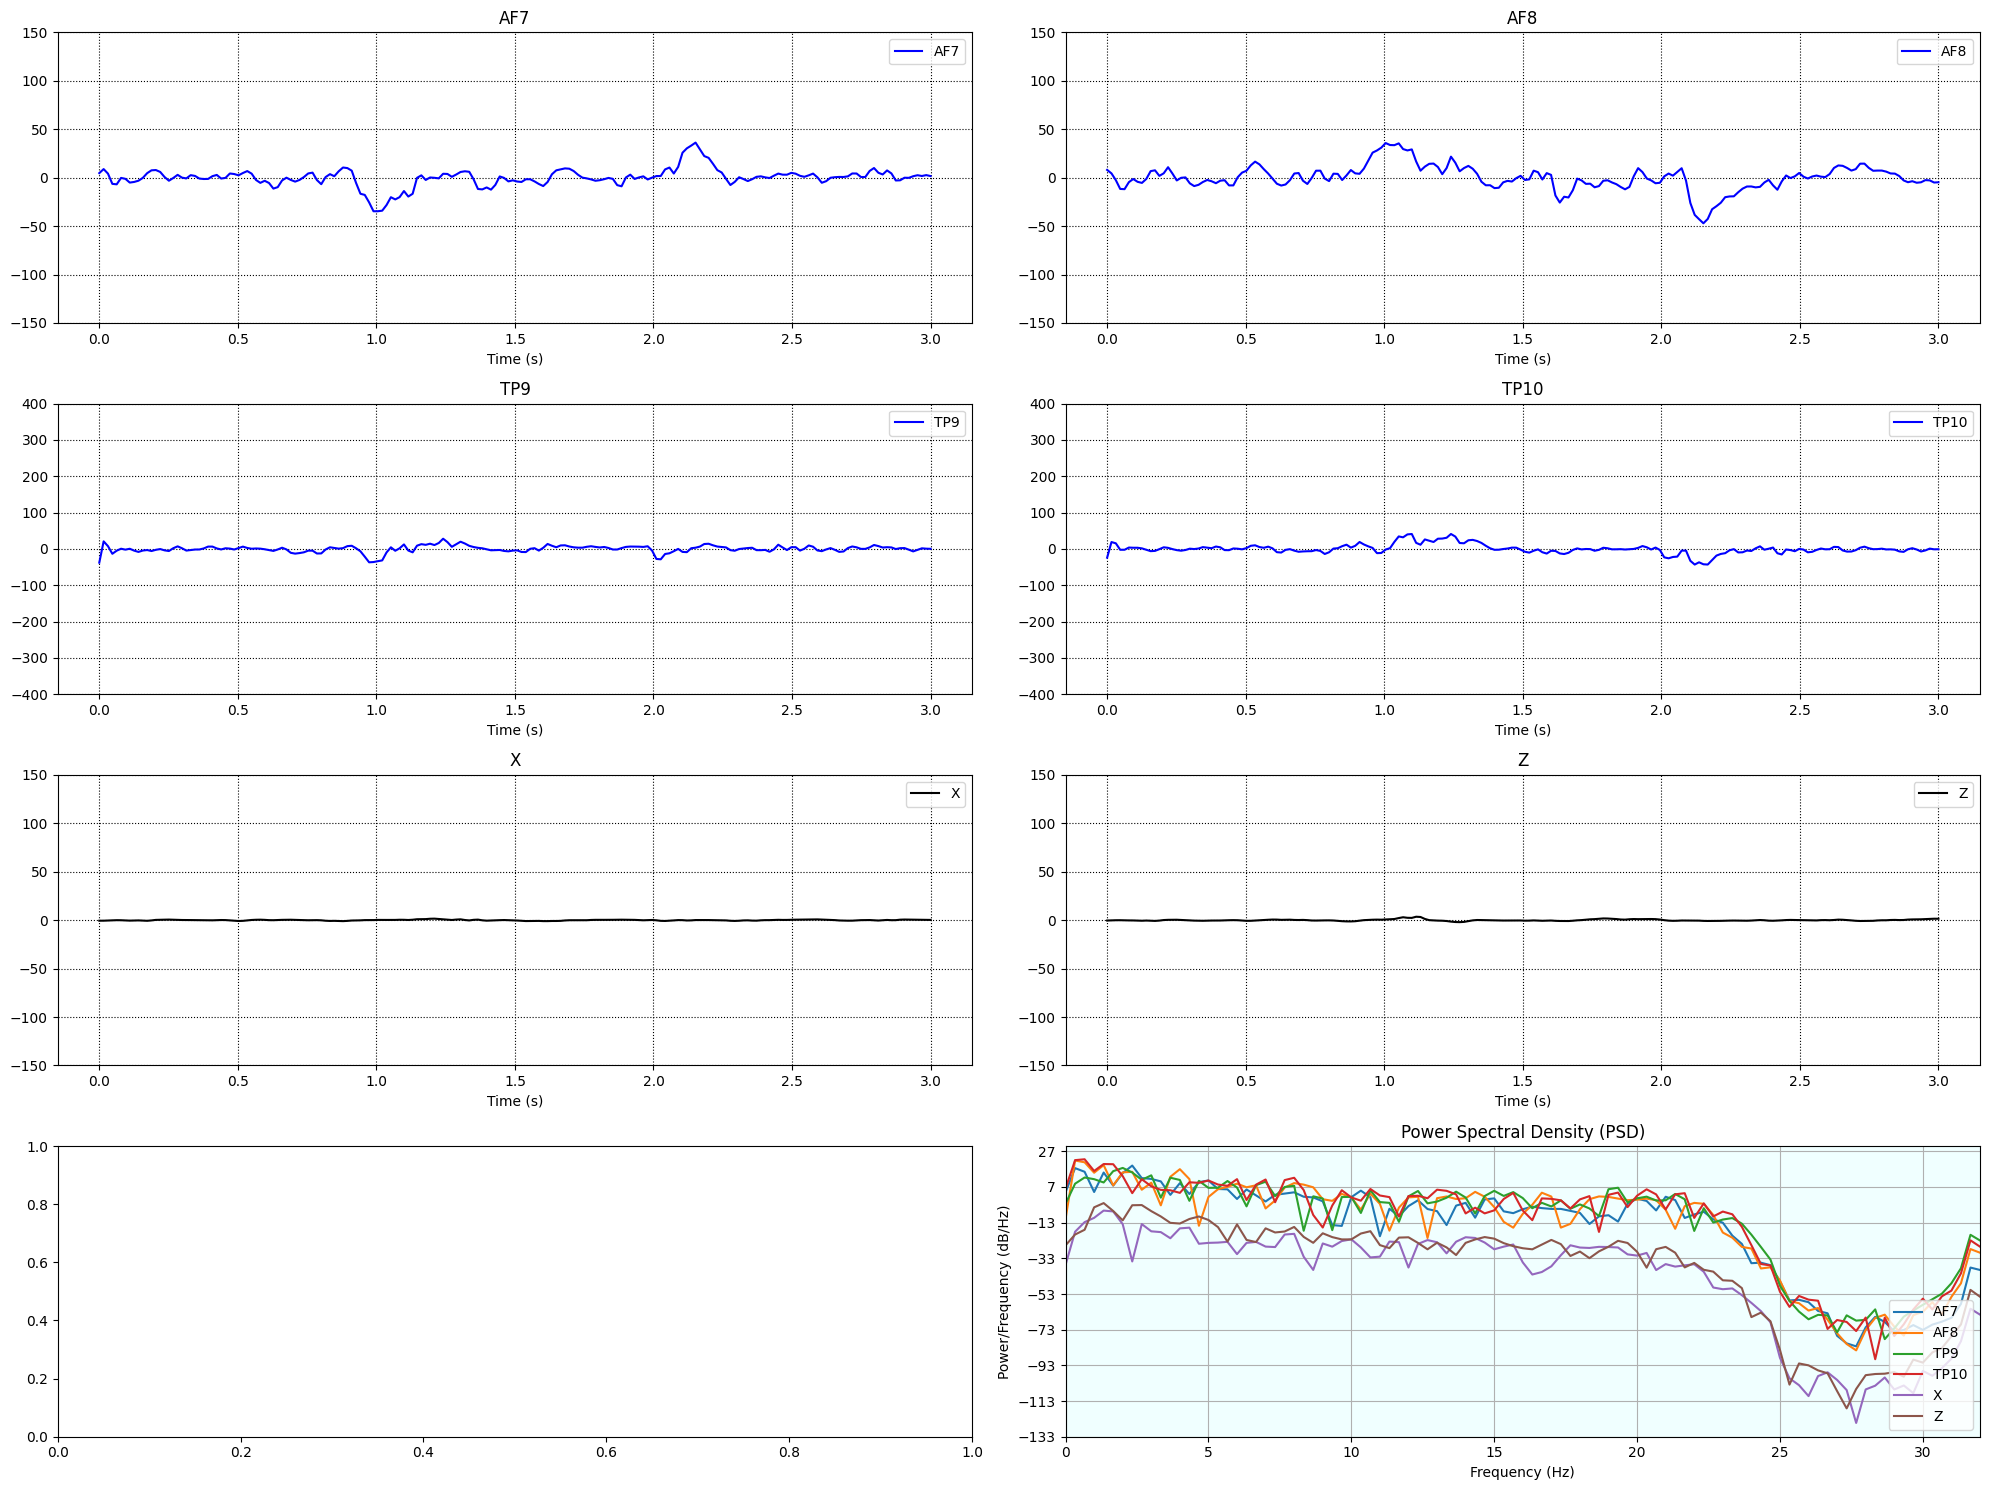 AF7
150
100
50
0
−50
−100
−150
AF7
0.0 0.5 1.0 1.5 2.0 2.5 3.0
Time (s)
AF8
150
100
50
0
−50
−100
−150
AF8
0.0 0.5 1.0 1.5 2.0 2.5 3.0
Time (s)
TP9
400
300
200
100
0
−100
−200
−300
−400
TP9
0.0 0.5 1.0 1.5 2.0 2.5 3.0
Time (s)
TP10
400
300
200
100
0
−100
−200
−300
−400
TP10
0.0 0.5 1.0 1.5 2.0 2.5 3.0
Time (s)
X
150
100
50
0
−50
−100
−150
X
0.0 0.5 1.0 1.5 2.0 2.5 3.0
Time (s)
Z
150
100
50
0
−50
−100
−150
Z
0.0 0.5 1.0 1.5 2.0 2.5 3.0
Time (s)
1.0
0.8
0.6
0.4
0.2
0.0
0.0 0.2 0.4 0.6 0.8 1.0
Power Spectral Density (PSD)
Power/Frequency (dB/Hz)
27
7
−13
−33
−53
−73
−93
−113
−133
AF7
AF8
TP9
TP10
X
Z
0 5 10 15 20 25 30
Frequency (Hz)